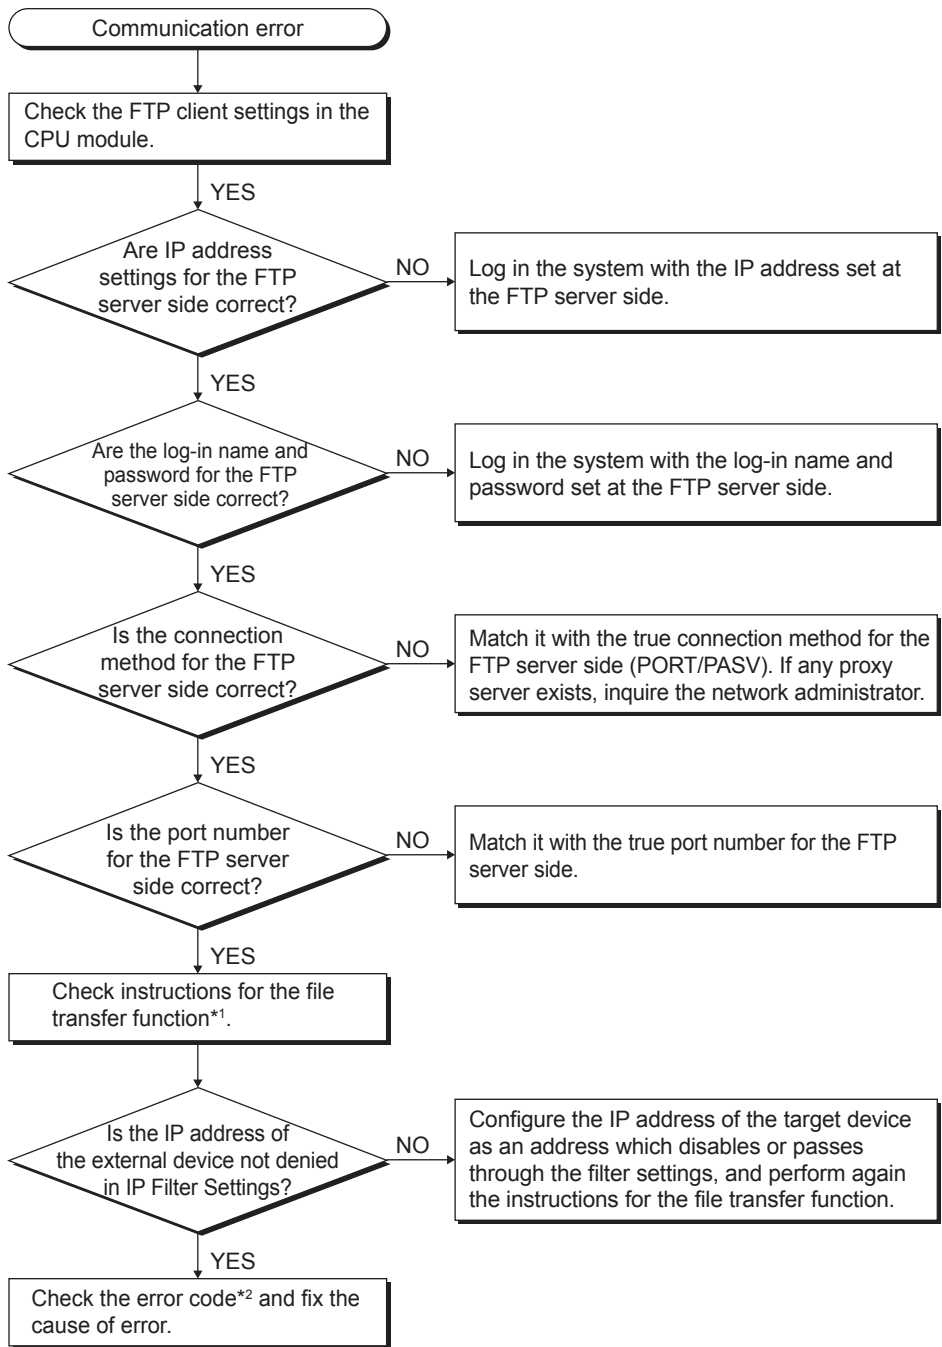 Communication error
Check the FTP client settings in the
CPU module.
YES
Are IP address
settings for the FTP
server side correct?
NO
Log in the system with the IP address set at
the FTP server side.
YES
Are the log-in name and
password for the FTP
server side correct?
NO
Log in the system with the log-in name and
password set at the FTP server side.
YES
Is the connection
method for the FTP
server side correct?
NO
Match it with the true connection method for the
FTP server side (PORT/PASV). If any proxy
server exists, inquire the network administrator.
YES
Is the port number
for the FTP server
side correct?
NO
Match it with the true port number for the FTP
server side.
YES
Check instructions for the file
transfer function*1.
Is the IP address of
the external device not denied
in IP Filter Settings?
NO
Configure the IP address of the target device
as an address which disables or passes
through the filter settings, and perform again
the instructions for the file transfer function.
YES
Check the error code*2 and fix the
cause of error.